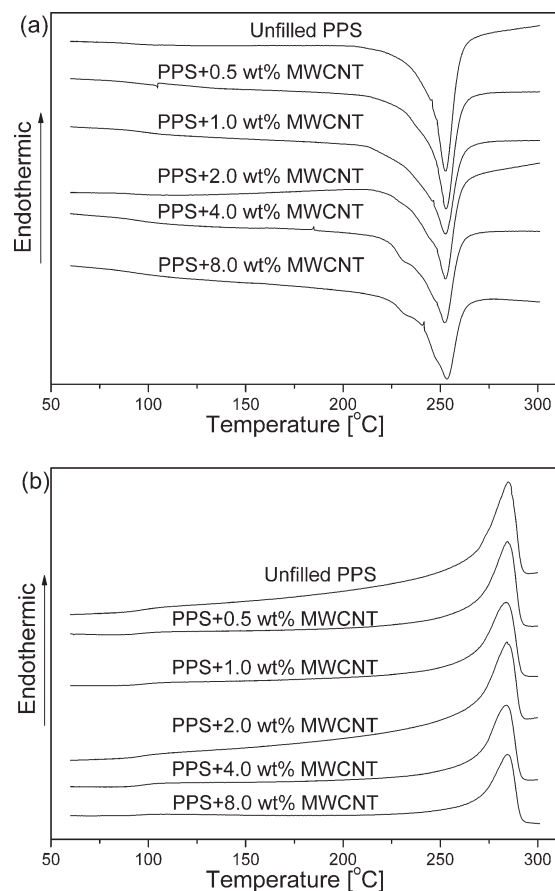 (a)
Unfilled PPS
PPS+0.5 wt% MWCNT
PPS+1.0 wt% MWCNT
PPS+2.0 wt% MWCNT
PPS+4.0 wt% MWCNT
PPS+8.0 wt% MWCNT
Endothermic
50 100 150 200 250 300
Temperature [°C]
(b)
Unfilled PPS
PPS+0.5 wt% MWCNT
PPS+1.0 wt% MWCNT
PPS+2.0 wt% MWCNT
PPS+4.0 wt% MWCNT
PPS+8.0 wt% MWCNT
Endothermic
50 100 150 200 250 300
Temperature [°C]